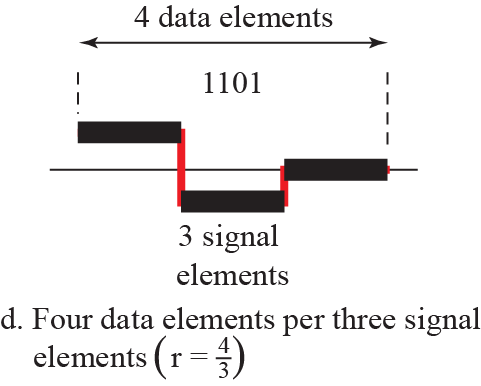 4 data elements
1101
3 signal
elements
d. Four data elements per three signal
elements (r = 4/3)